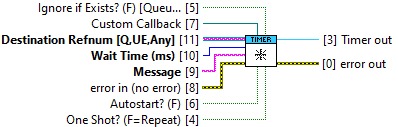 Ignore if Exists? (F) [Queu... [5]
Custom Callback [7]
Destination Refnum [Q,UE,Any] [11]
TIMER
[3] Timer out
Wait Time (ms) [10]
Message [9]
[0] error out
error in (no error) [8]
Autostart? (F) [6]
One Shot? (F=Repeat) [4]